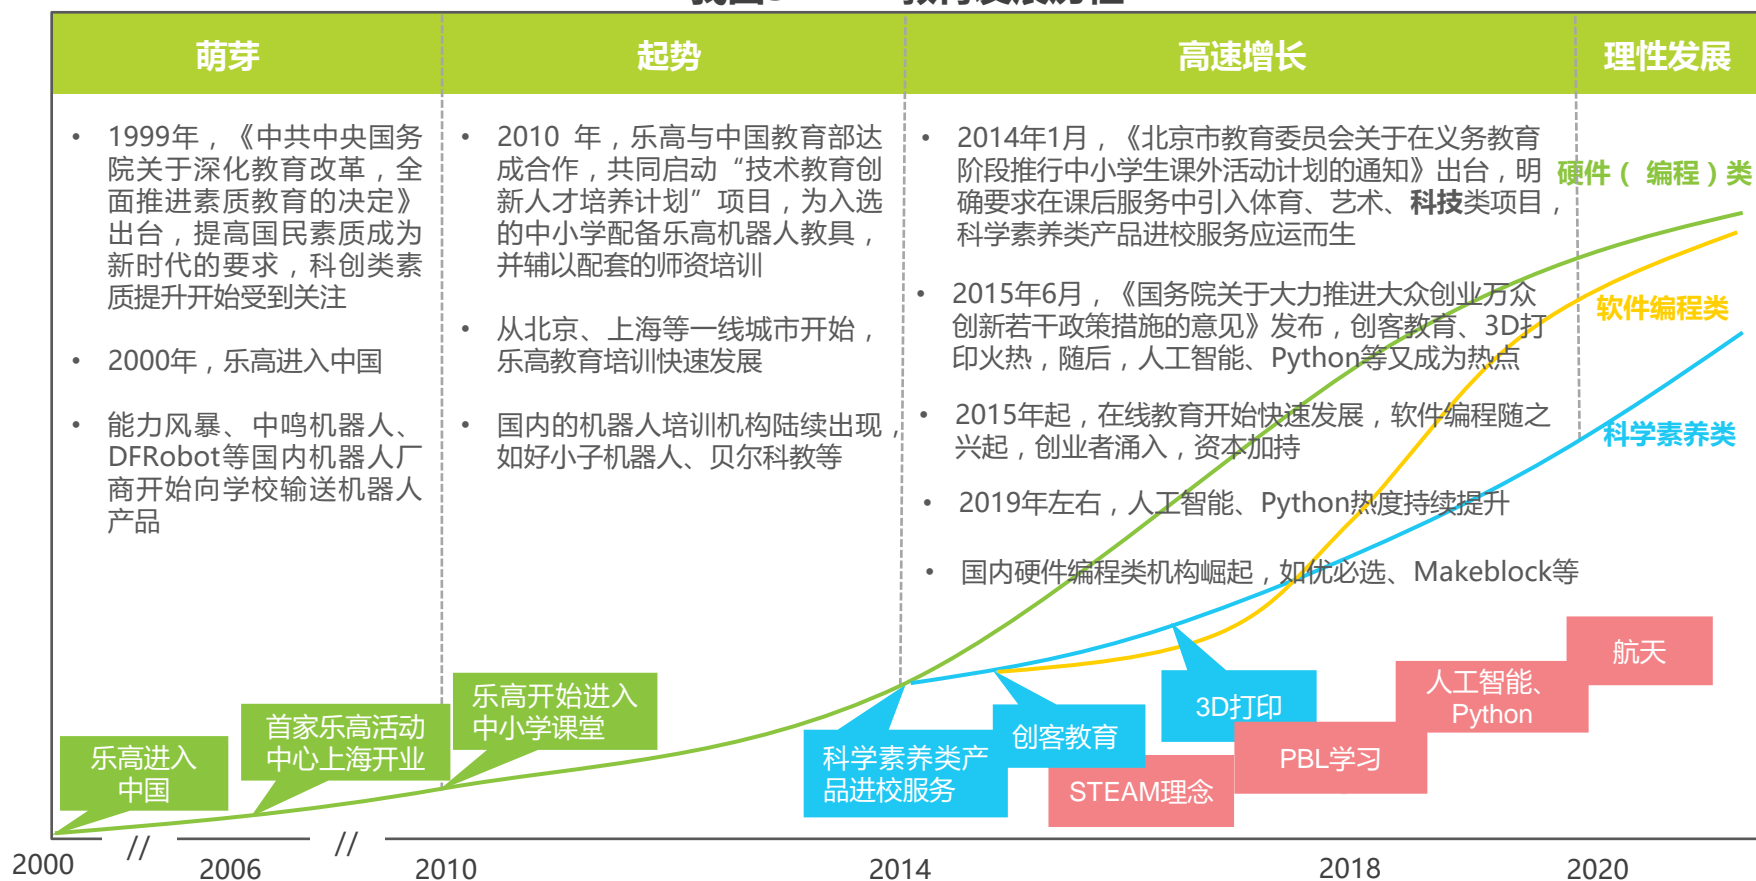 萌芽
起势
高速增长
理性发展
• 1999年，《中共中央国务
院关于深化教育改革，全
面推进素质教育的决定》
出台，提高国民素质成为
新时代的要求，科创类素
质提升开始受到关注
• 2000年，乐高进入中国
• 能力风暴、中鸣机器人、
DFRobot等国内机器人厂
商开始向学校输送机器人
产品
• 2010 年，乐高与中国教育部达
成合作，共同启动“技术教育创
新人才培养计划”项目，为入选
的中小学配备乐高机器人教具，
并辅以配套的师资培训
• 从北京、上海等一线城市开始，
乐高教育培训快速发展
• 国内的机器人培训机构陆续出现，
如好小子机器人、贝尔科教等
• 2014年1月，《北京市教育委员会关于在义务教育
阶段推行中小学生课外活动计划的通知》出台，明
确要求在课后服务中引入体育、艺术、科技类项目，
科学素养类产品进校服务应运而生
• 2015年6月，《国务院关于大力推进大众创业万众
创新若干政策措施的意见》发布，创客教育、3D打
印火热，随后，人工智能、Python等又成为热点
• 2015年起，在线教育开始快速发展，软件编程随之
兴起，创业者涌入，资本加持
• 2019年左右，人工智能、Python热度持续提升
• 国内硬件编程类机构崛起，如优必选、Makeblock等
硬件（ 编程）类
软件编程类
科学素养类
乐高进入
中国
首家乐高活动
中心上海开业
乐高开始进入
中小学课堂
科学素养类产
品进校服务
创客教育
3D打印
STEAM理念
PBL学习
人工智能、
Python
航天
2000
//
2006
//
2010
2014
2018
2020